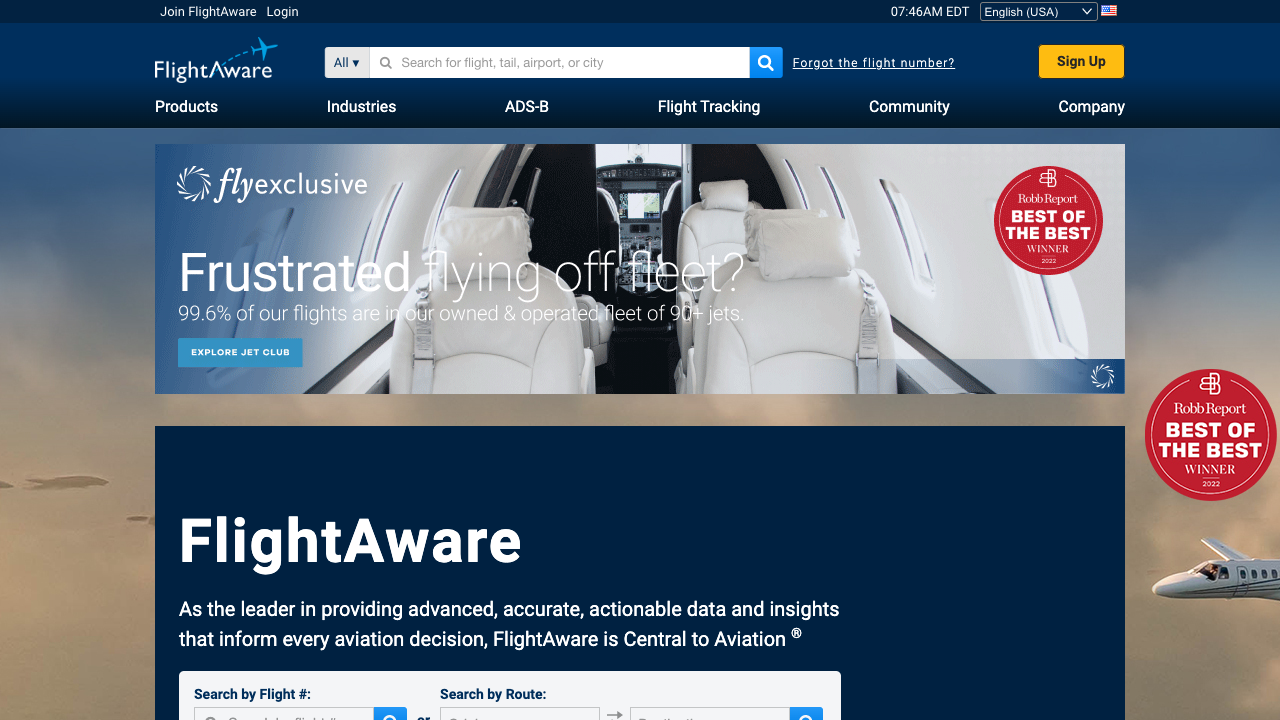 Join FlightAware Login
07:46AM EDT English (USA)
FlightAware
All ▾ Search for flight, tail, airport, or city
Forgot the flight number?
Sign Up
Products Industries ADS-B Flight Tracking Community Company
flyexclusive
Frustrated flying off fleet?
99.6% of our flights are in our owned & operated fleet of 90+ jets.
EXPLORE JET CLUB
Robb Report
BEST OF
THE BEST
WINNER
2022
Robb Report
BEST OF
THE BEST
WINNER
2022
FlightAware
As the leader in providing advanced, accurate, actionable data and insights
that inform every aviation decision, FlightAware is Central to Aviation ®
Search by Flight #: Search by Route: